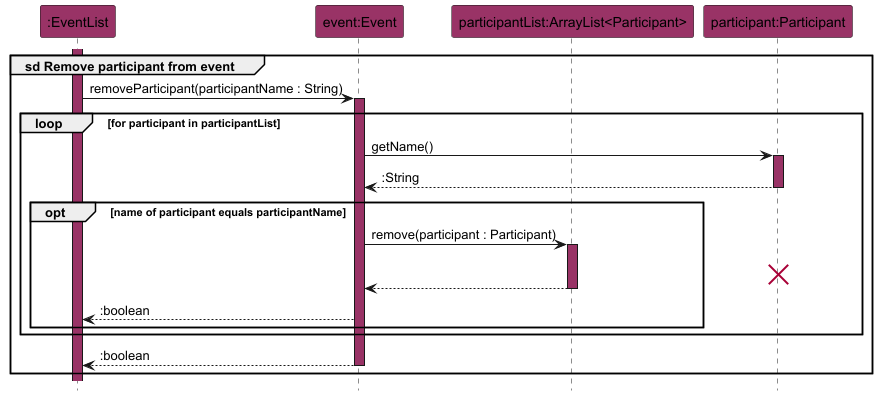 :EventList
event:Event
participantList:ArrayList<Participant>
participant:Participant
sd Remove participant from event
removeParticipant(participantName : String)
loop
[for participant in participantList]
getName()
:String
opt
[name of participant equals participantName]
remove(participant : Participant)
:boolean
:boolean